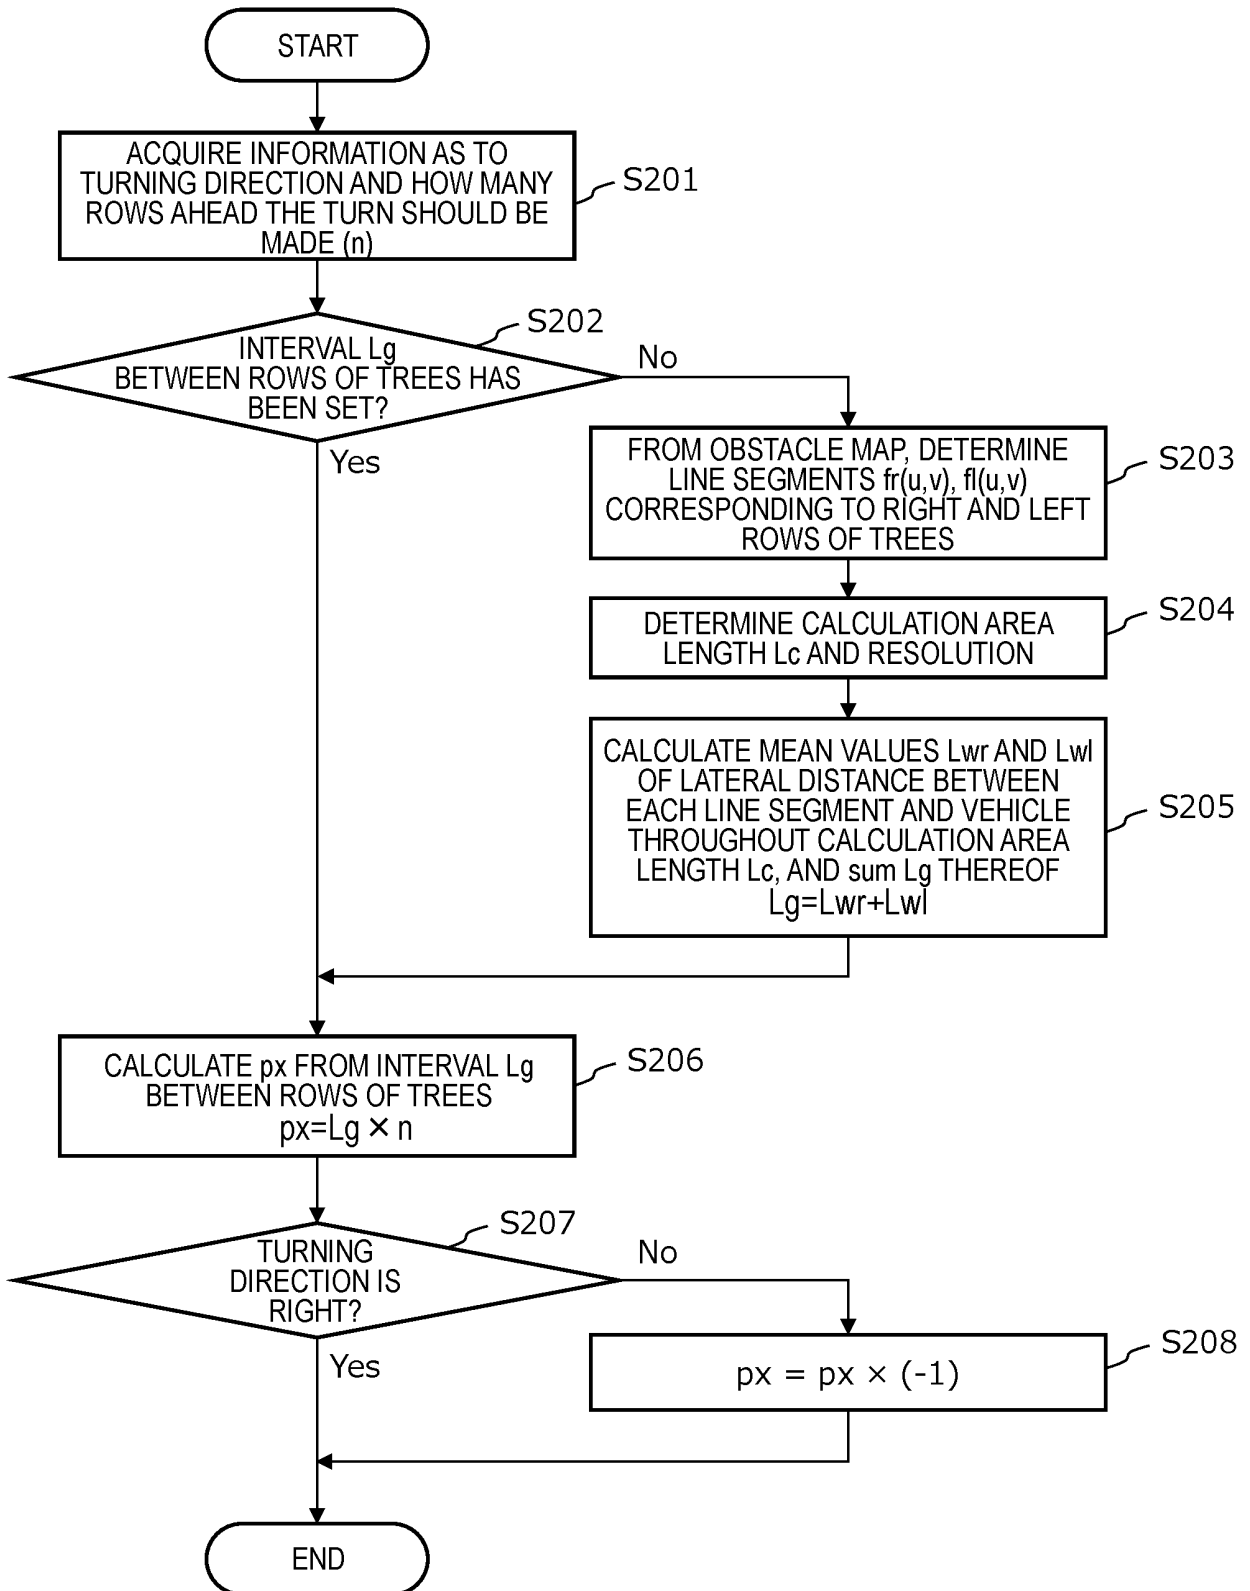 START
ACQUIRE INFORMATION AS TO
TURNING DIRECTION AND HOW MANY
ROWS AHEAD THE TURN SHOULD BE
MADE (n)
S201
S202
INTERVAL Lg
BETWEEN ROWS OF TREES HAS
BEEN SET?
No
Yes
FROM OBSTACLE MAP, DETERMINE
LINE SEGMENTS fr(u,v), fl(u,v)
CORRESPONDING TO RIGHT AND LEFT
ROWS OF TREES
S203
DETERMINE CALCULATION AREA
LENGTH Lc AND RESOLUTION
S204
CALCULATE MEAN VALUES Lwr AND Lwl
OF LATERAL DISTANCE BETWEEN
EACH LINE SEGMENT AND VEHICLE
THROUGHOUT CALCULATION AREA
LENGTH Lc, AND sum Lg THEREOF
Lg=Lwr+Lwl
S205
CALCULATE px FROM INTERVAL Lg
BETWEEN ROWS OF TREES
px=Lg × n
S206
S207
TURNING
DIRECTION IS
RIGHT?
No
Yes
px = px × (-1)
S208
END